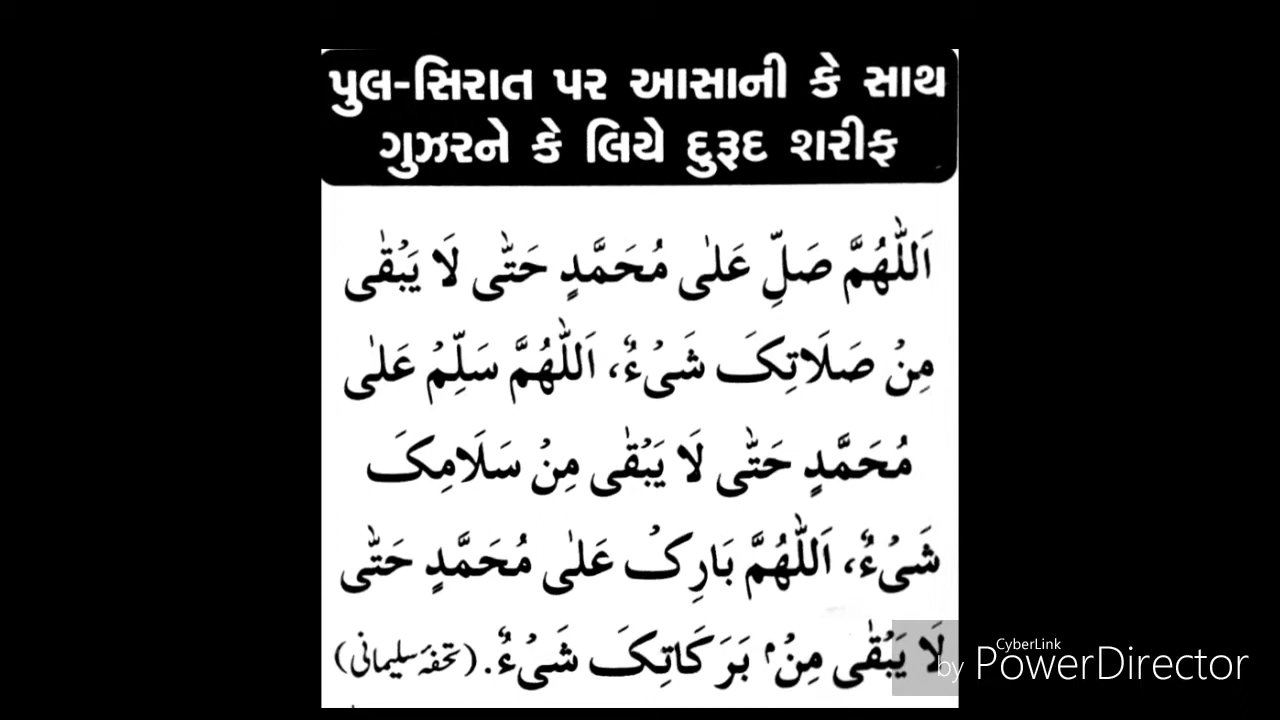 પુલ-સિરાત પર આસાની કે સાથ
ગુઝરને કે લિયે દુરૂદ શરીફ
اَللّٰهُمَّ صَلِّ عَلٰى مُحَمَّدٍ حَتّٰى لَا يَبْقٰى
مِنْ صَلَاتِكَ شَىْءٌ، اَللّٰهُمَّ سَلِّمْ عَلٰى
مُحَمَّدٍ حَتّٰى لَا يَبْقٰى مِنْ سَلَامِكَ
شَىْءٌ، اَللّٰهُمَّ بَارِكْ عَلٰى مُحَمَّدٍ حَتّٰى
لَا يَبْقٰى مِنْۢ بَرَكَاتِكَ شَىْءٌ. (تحفۂ سلیمانی)
CyberLink
by PowerDirector